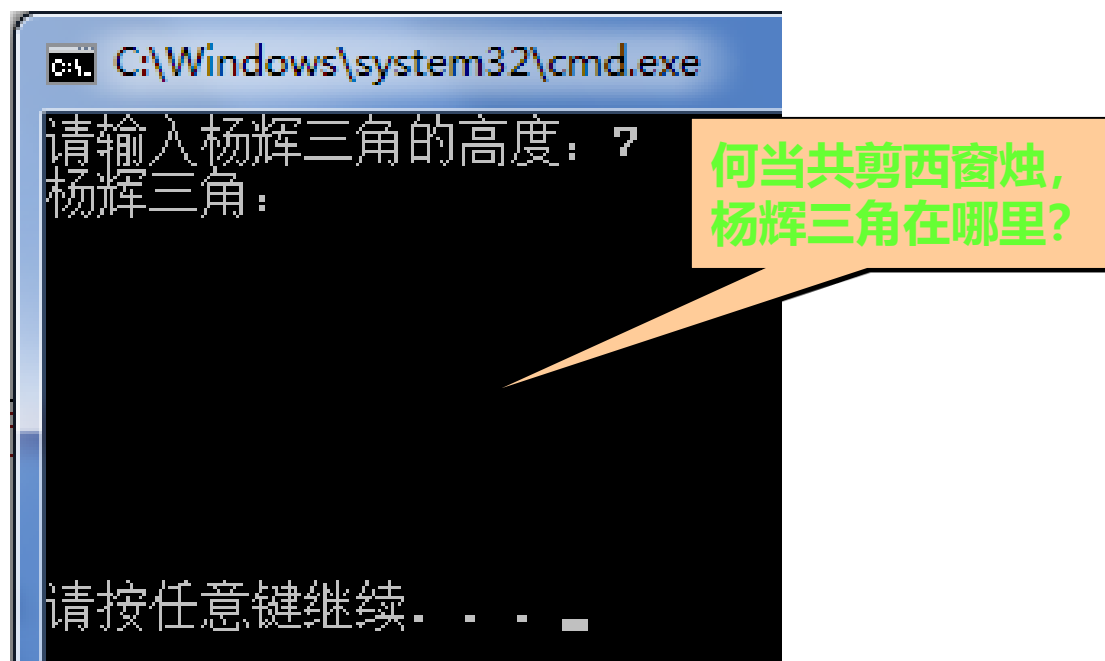 C:\Windows\system32\cmd.exe
请输入杨辉三角的高度：7
杨辉三角：
何当共剪西窗烛，
杨辉三角在哪里？
请按任意键继续. . .